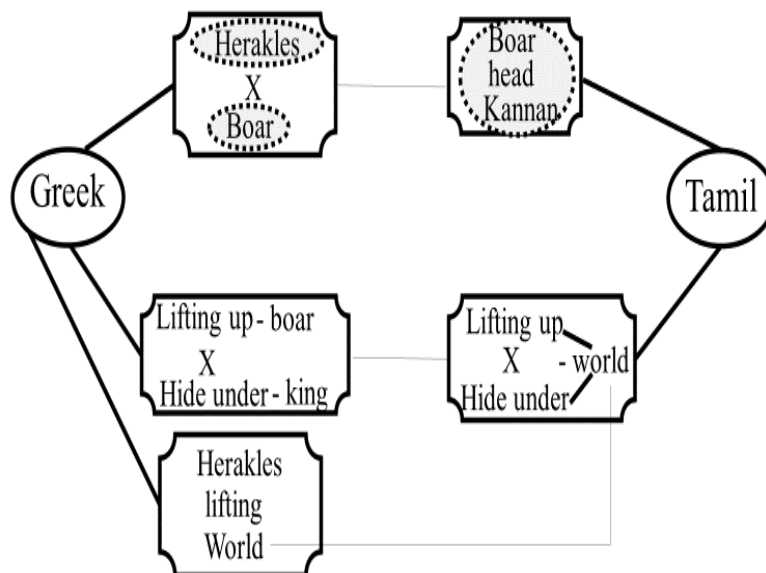 Herakles
X
Boar
Boar
head
Kannan
Greek
Tamil
Lifting up - boar
X
Hide under - king
Lifting up
X - world
Hide under
Herakles
lifting
World